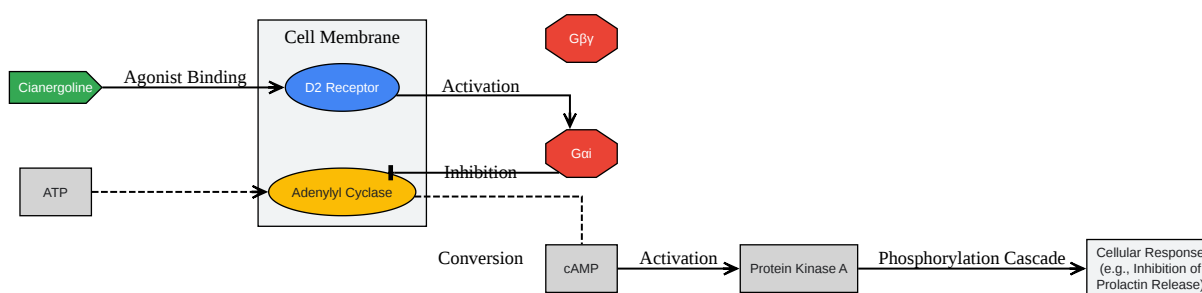 Cell Membrane
Gβγ
Cianergoline
Agonist Binding
D2 Receptor
Activation
Gαi
Inhibition
ATP
Adenylyl Cyclase
Conversion
cAMP
Activation
Protein Kinase A
Phosphorylation Cascade
Cellular Response
(e.g., Inhibition of
Prolactin Release)